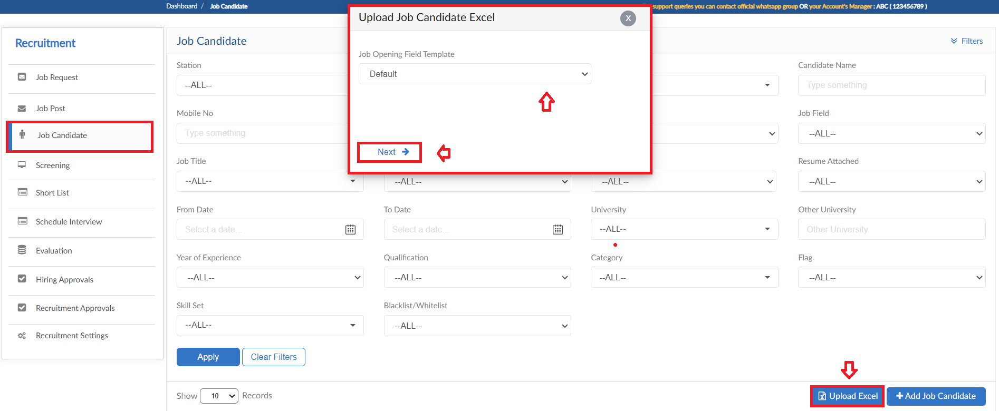 Dashboard / Job Candidate
support queries you can contact official whatsapp group OR your Account's Manager : ABC ( 123456789 )
Recruitment
Job Request
Job Post
Job Candidate
Screening
Short List
Schedule Interview
Evaluation
Hiring Approvals
Recruitment Approvals
Recruitment Settings
Upload Job Candidate Excel
X
Job Opening Field Template
Default
Next
Job Candidate
Filters
Station
Candidate Name
--ALL--
Type something
Mobile No
Job Field
Type something
--ALL--
Job Title
Resume Attached
--ALL--
--ALL--
--ALL--
--ALL--
From Date
To Date
University
Other University
Select a date...
Select a date...
--ALL--
Other University
Year of Experience
Qualification
Category
Flag
--ALL--
--ALL--
--ALL--
--ALL--
Skill Set
Blacklist/Whitelist
--ALL--
--ALL--
Apply
Clear Filters
Show 10 Records
Upload Excel
Add Job Candidate